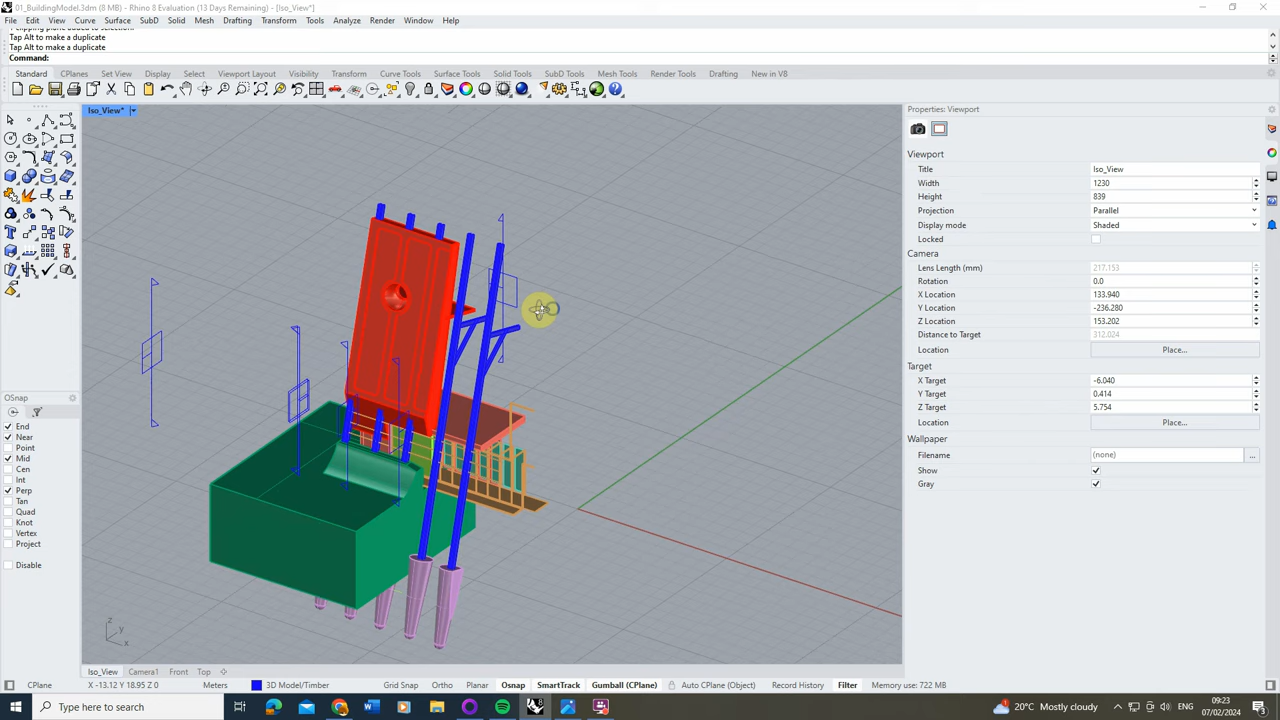 01_BuildingModel.3dm (8 MB) - Rhino 8 Evaluation (13 Days Remaining) - [Iso_View*]
File Edit View Curve Surface SubD Solid Mesh Drafting Transform Tools Analyze Render Window Help
1 clipping plane added to selection.
Tap Alt to make a duplicate
Tap Alt to make a duplicate
Command:
Standard CPlanes Set View Display Select Viewport Layout Visibility Transform Curve Tools Surface Tools Solid Tools SubD Tools Mesh Tools Render Tools Drafting New in V8
Iso_View*
Properties: Viewport
Viewport
Title Iso_View
Width 1230
Height 839
Projection Parallel
Display mode Shaded
Locked
Camera
Lens Length (mm) 217.153
Rotation 0.0
X Location 133.940
Y Location -236.280
Z Location 153.202
Distance to Target 312.024
Location Place...
Target
X Target -6.040
Y Target 0.414
Z Target 5.754
Location Place...
Wallpaper
Filename (none) ...
Show
Gray
OSnap
End
Near
Point
Mid
Cen
Int
Perp
Tan
Quad
Knot
Vertex
Project
Disable
z
y
x
Iso_View Camera1 Front Top
CPlane X -13.12 Y 18.95 Z 0 Meters 3D Model/Timber Grid Snap Ortho Planar Osnap SmartTrack Gumball (CPlane) Auto CPlane (Object) Record History Filter Memory use: 722 MB
Type here to search
20°C Mostly cloudy
09:23
07/02/2024